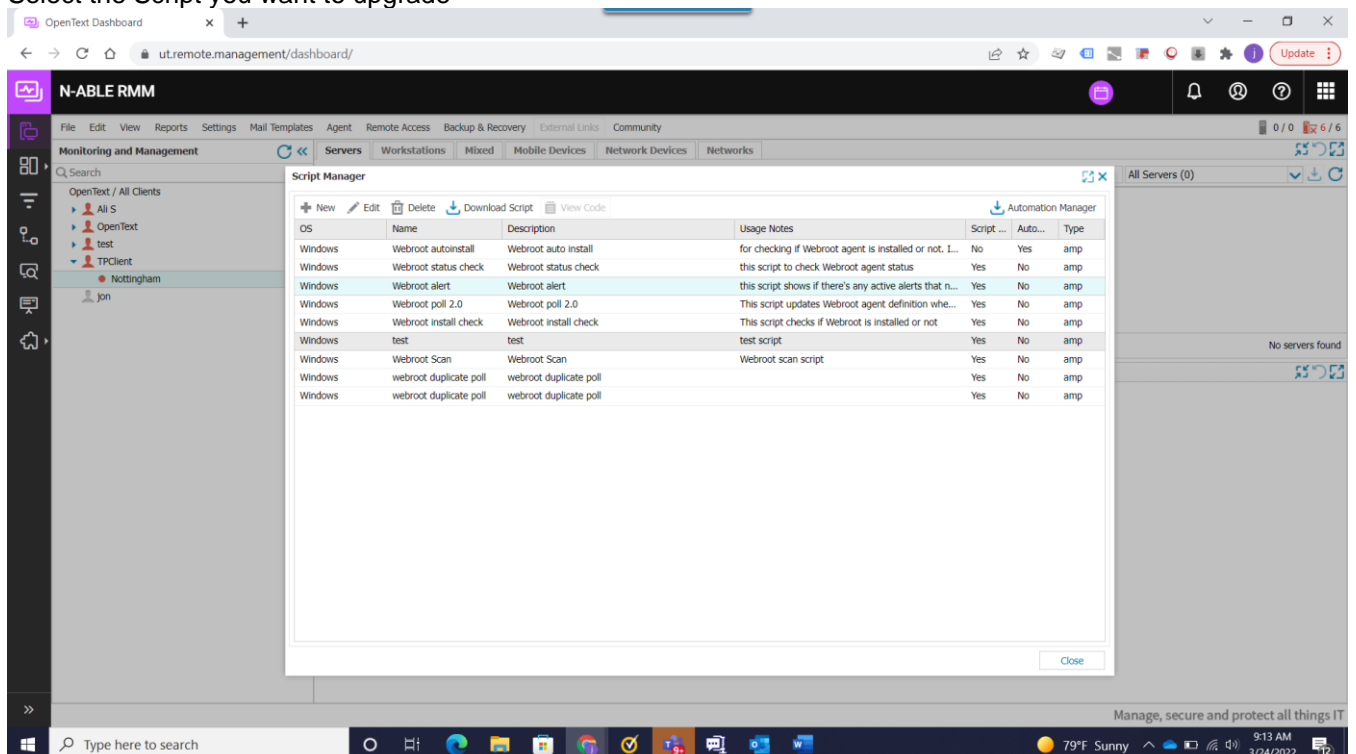 Select the Script you want to upgrade
OpenText Dashboard
ut.remote.management/dashboard/
Update
N-ABLE RMM
File Edit View Reports Settings Mail Templates Agent Remote Access Backup & Recovery External Links Community
0 / 0 6 / 6
Monitoring and Management
Servers Workstations Mixed Mobile Devices Network Devices Networks
Search
All Servers (0)
OpenText / All Clients
Ali S
OpenText
test
TPClient
Nottingham
jon
Script Manager
New Edit Delete Download Script View Code Automation Manager
OS Name Description Usage Notes Script ... Auto... Type
Windows Webroot autoinstall Webroot auto install for checking if Webroot agent is installed or not. I... No Yes amp
Windows Webroot status check Webroot status check this script to check Webroot agent status Yes No amp
Windows Webroot alert Webroot alert this script shows if there's any active alerts that n... Yes No amp
Windows Webroot poll 2.0 Webroot poll 2.0 This script updates Webroot agent definition whe... Yes No amp
Windows Webroot install check Webroot install check This script checks if Webroot is installed or not Yes No amp
Windows test test test script Yes No amp
Windows Webroot Scan Webroot Scan Webroot scan script Yes No amp
Windows webroot duplicate poll webroot duplicate poll Yes No amp
Windows webroot duplicate poll webroot duplicate poll Yes No amp
No servers found
Close
Manage, secure and protect all things IT
Type here to search
79°F Sunny
9:13 AM
3/24/2022